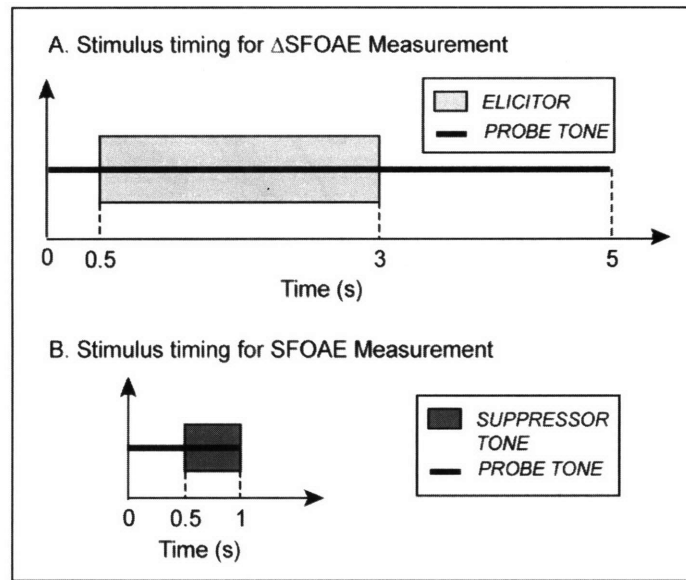 A. Stimulus timing for ΔSFOAE Measurement
ELICITOR
PROBE TONE
0 0.5 3 5
Time (s)
B. Stimulus timing for SFOAE Measurement
SUPPRESSOR
TONE
PROBE TONE
0 0.5 1
Time (s)